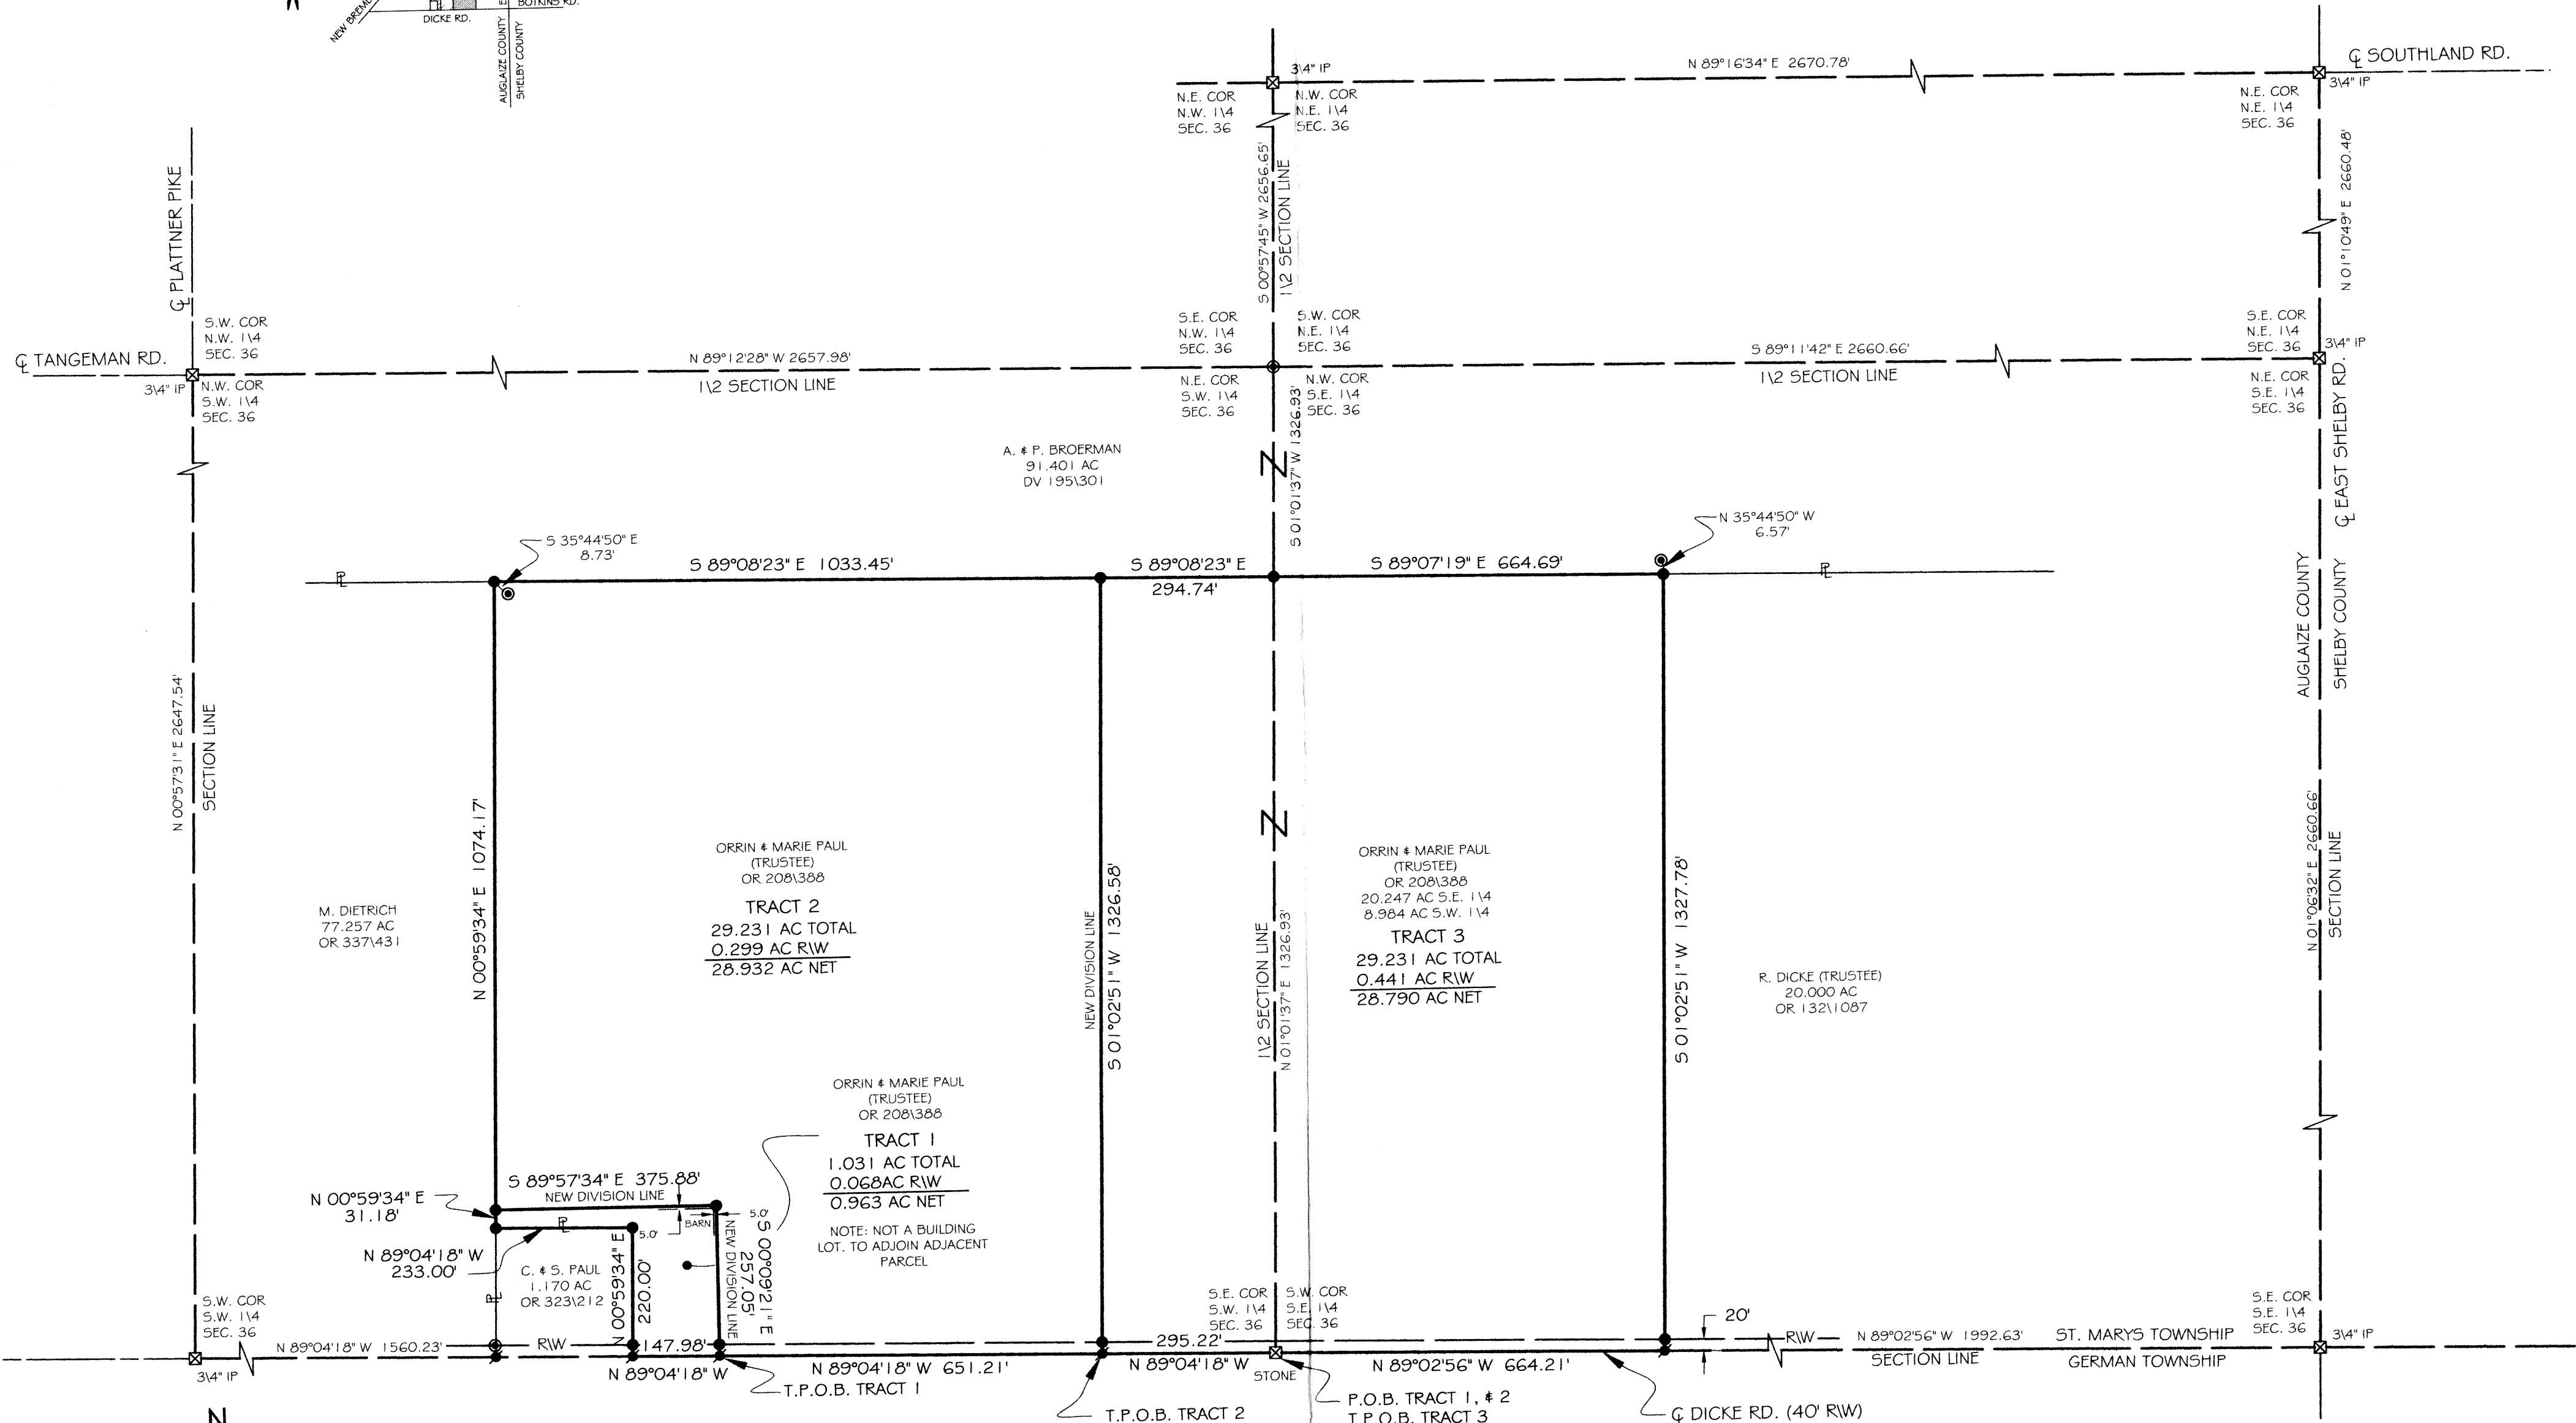 NEW BREM
DICKE RD.
BOTKINS RD.
AUGLAIZE COUNTY
SHELBY COUNTY
3\4" IP
N 89°16'34" E 2670.78'
℄ SOUTHLAND RD.
3\4" IP
N.E. COR
N.W. 1\4
SEC. 36
N.W. COR
N.E. 1\4
SEC. 36
N.E. COR
N.E. 1\4
SEC. 36
℄ PLATTNER PIKE
S 00°57'45" W 2656.65'
1\2 SECTION LINE
N 01°10'49" E 2660.48'
℄ TANGEMAN RD.
S.W. COR
N.W. 1\4
SEC. 36
3\4" IP
N.W. COR
S.W. 1\4
SEC. 36
N 89°12'28" W 2657.98'
1\2 SECTION LINE
S.E. COR
N.W. 1\4
SEC. 36
S.W. COR
N.E. 1\4
SEC. 36
N.E. COR
S.W. 1\4
SEC. 36
N.W. COR
S.E. 1\4
SEC. 36
S 89°11'42" E 2660.66'
1\2 SECTION LINE
S.E. COR
N.E. 1\4
SEC. 36
3\4" IP
N.E. COR
S.E. 1\4
SEC. 36
℄ EAST SHELBY RD.
A. & P. BROERMAN
91.401 AC
DV 195\301
S 01°01'37" W 1326.93'
S 35°44'50" E
8.73'
N 35°44'50" W
6.57'
PL
S 89°08'23" E 1033.45'
S 89°08'23" E
294.74'
S 89°07'19" E 664.69'
PL
AUGLAIZE COUNTY
SHELBY COUNTY
N 00°57'31" E 2647.54'
SECTION LINE
M. DIETRICH
77.257 AC
OR 337\431
N 00°59'34" E 1074.17'
ORRIN & MARIE PAUL
(TRUSTEE)
OR 208\388
TRACT 2
29.231 AC TOTAL
0.299 AC R\W
28.932 AC NET
NEW DIVISION LINE
S 01°02'51" W 1326.58'
1\2 SECTION LINE
N 01°01'37" E 1326.93'
ORRIN & MARIE PAUL
(TRUSTEE)
OR 208\388
20.247 AC S.E. 1\4
8.984 AC S.W. 1\4
TRACT 3
29.231 AC TOTAL
0.441 AC R\W
28.790 AC NET
S 01°02'51" W 1327.78'
R. DICKE (TRUSTEE)
20.000 AC
OR 132\1087
N 01°06'32" E 2660.66'
SECTION LINE
ORRIN & MARIE PAUL
(TRUSTEE)
OR 208\388
TRACT 1
1.031 AC TOTAL
0.068AC R\W
0.963 AC NET
NOTE: NOT A BUILDING
LOT. TO ADJOIN ADJACENT
PARCEL
S 89°57'34" E 375.88'
NEW DIVISION LINE
N 00°59'34" E
31.18'
PL
5.0'
BARN
5.0'
N 89°04'18" W
233.00'
C. & S. PAUL
1.170 AC
OR 323\212
PL
N 00°59'34" E
220.00'
NEW DIVISION LINE
257.05'
S 00°09'21" E
S.W. COR
S.W. 1\4
SEC. 36
S.E. COR
S.W. 1\4
SEC. 36
S.W. COR
S.E. 1\4
SEC. 36
S.E. COR
S.E. 1\4
SEC. 36
3\4" IP
N 89°04'18" W 1560.23'
R\W
147.98'
295.22'
20'
R\W
N 89°02'56" W 1992.63'
ST. MARYS TOWNSHIP
SECTION LINE
GERMAN TOWNSHIP
3\4" IP
N 89°04'18" W
N 89°04'18" W 651.21'
N 89°04'18" W
STONE
N 89°02'56" W 664.21'
T.P.O.B. TRACT 1
T.P.O.B. TRACT 2
P.O.B. TRACT 1, & 2
T.P.O.B. TRACT 3
℄ DICKE RD. (40' R\W)
N